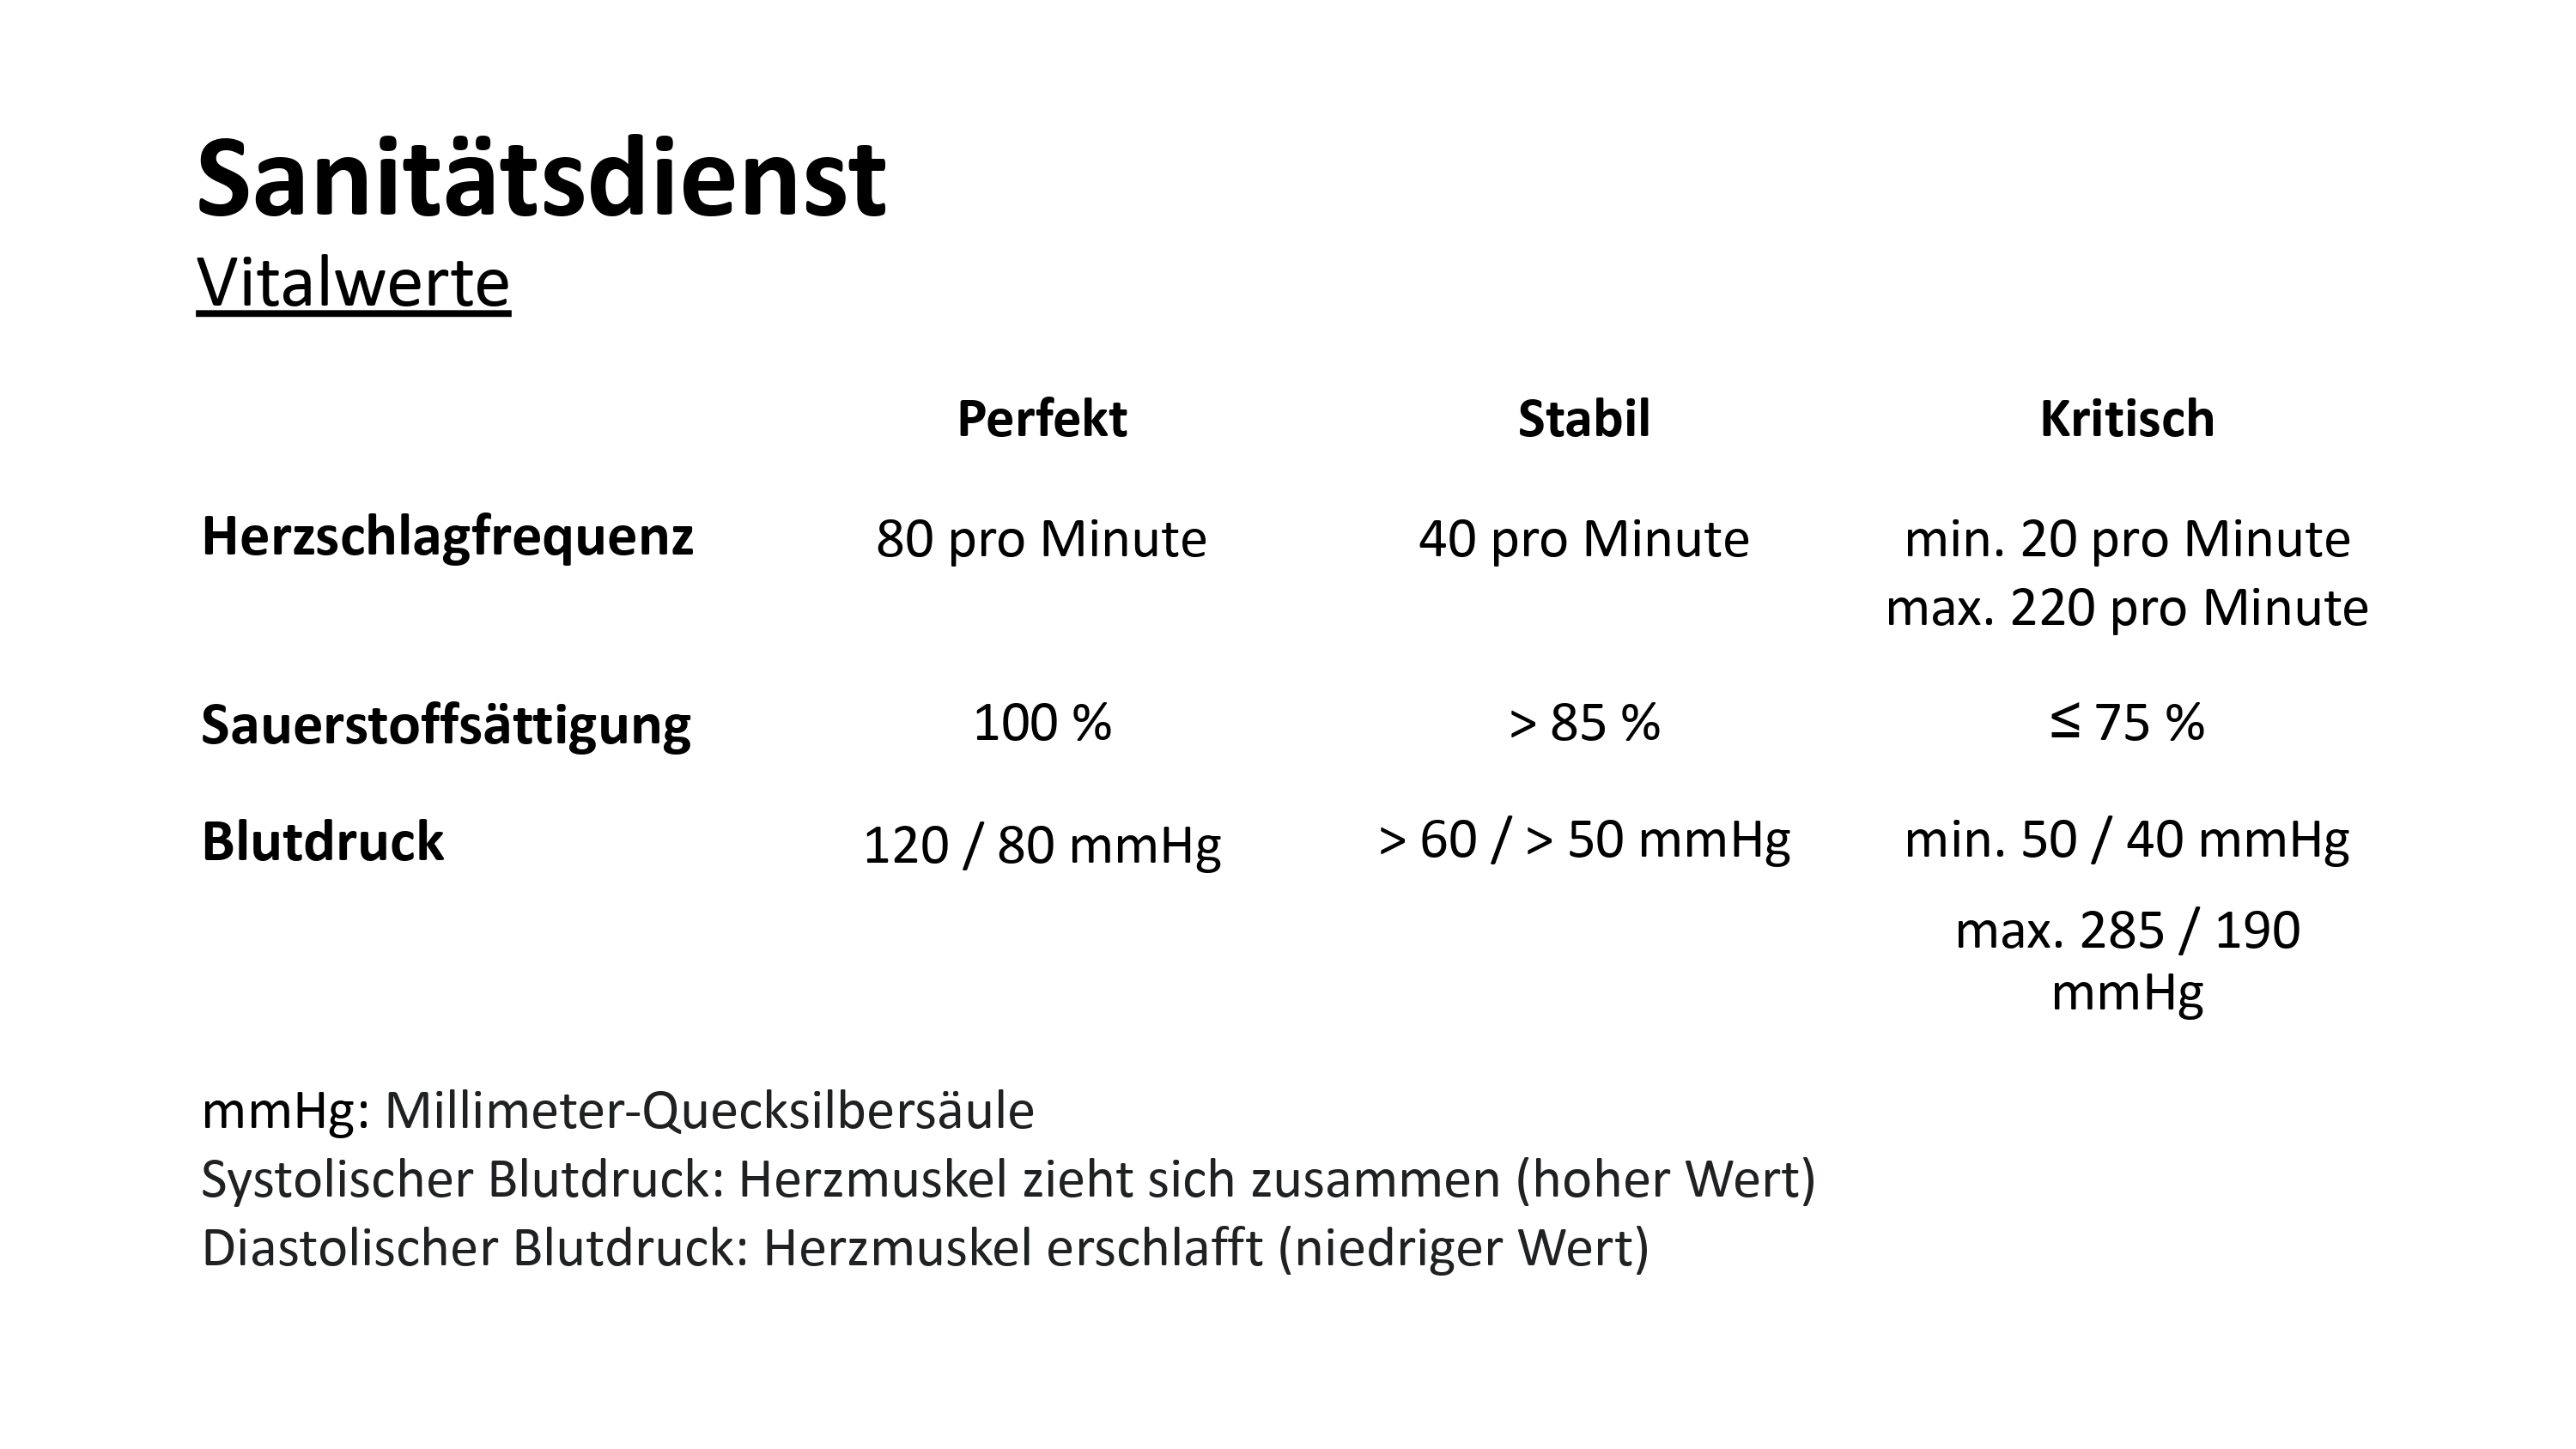 Sanitätsdienst
Vitalwerte
Perfekt Stabil Kritisch
Herzschlagfrequenz 80 pro Minute 40 pro Minute min. 20 pro Minute
max. 220 pro Minute
Sauerstoffsättigung 100 % > 85 % ≤ 75 %
Blutdruck 120 / 80 mmHg > 60 / > 50 mmHg min. 50 / 40 mmHg
max. 285 / 190
mmHg
mmHg: Millimeter-Quecksilbersäule
Systolischer Blutdruck: Herzmuskel zieht sich zusammen (hoher Wert)
Diastolischer Blutdruck: Herzmuskel erschlafft (niedriger Wert)